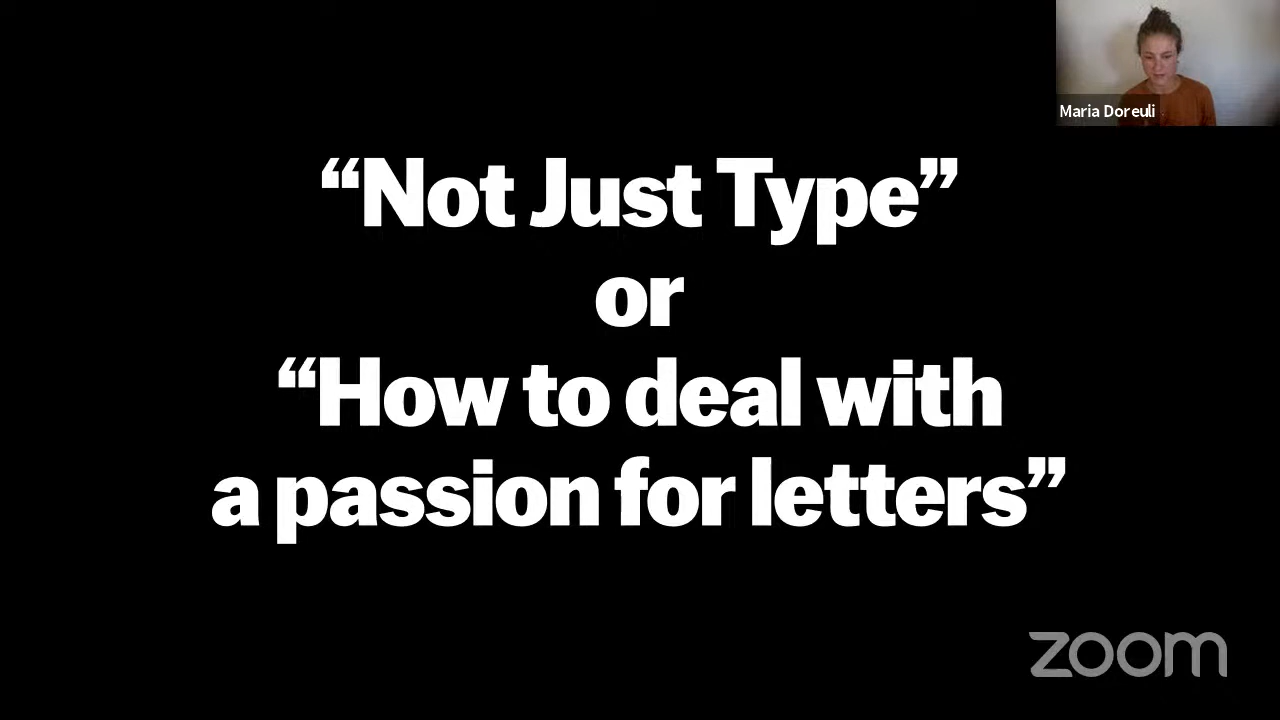 Maria Doreuli
“Not Just Type”
or
“How to deal with
a passion for letters”
zoom